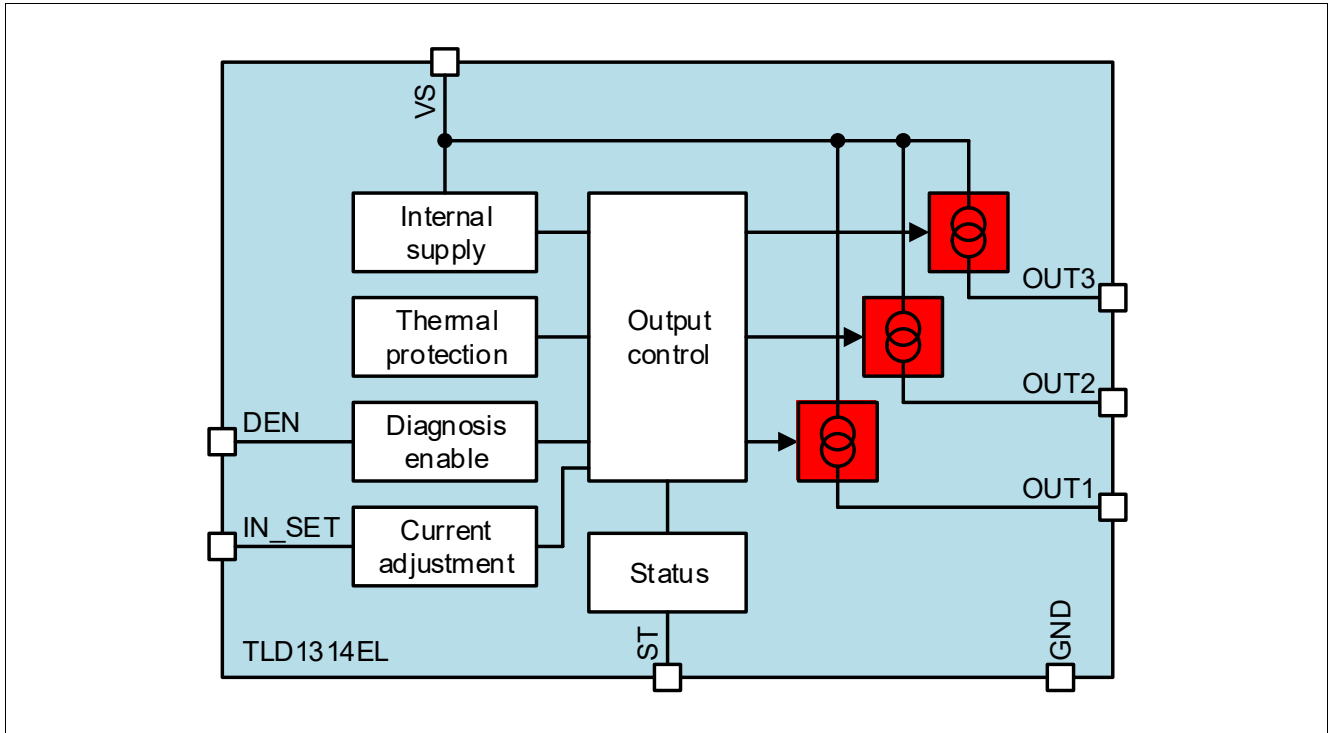 VS
Internal
supply
Thermal
protection
Output
control
OUT3
OUT2
DEN
Diagnosis
enable
OUT1
IN_SET
Current
adjustment
Status
TLD1314EL
ST
GND